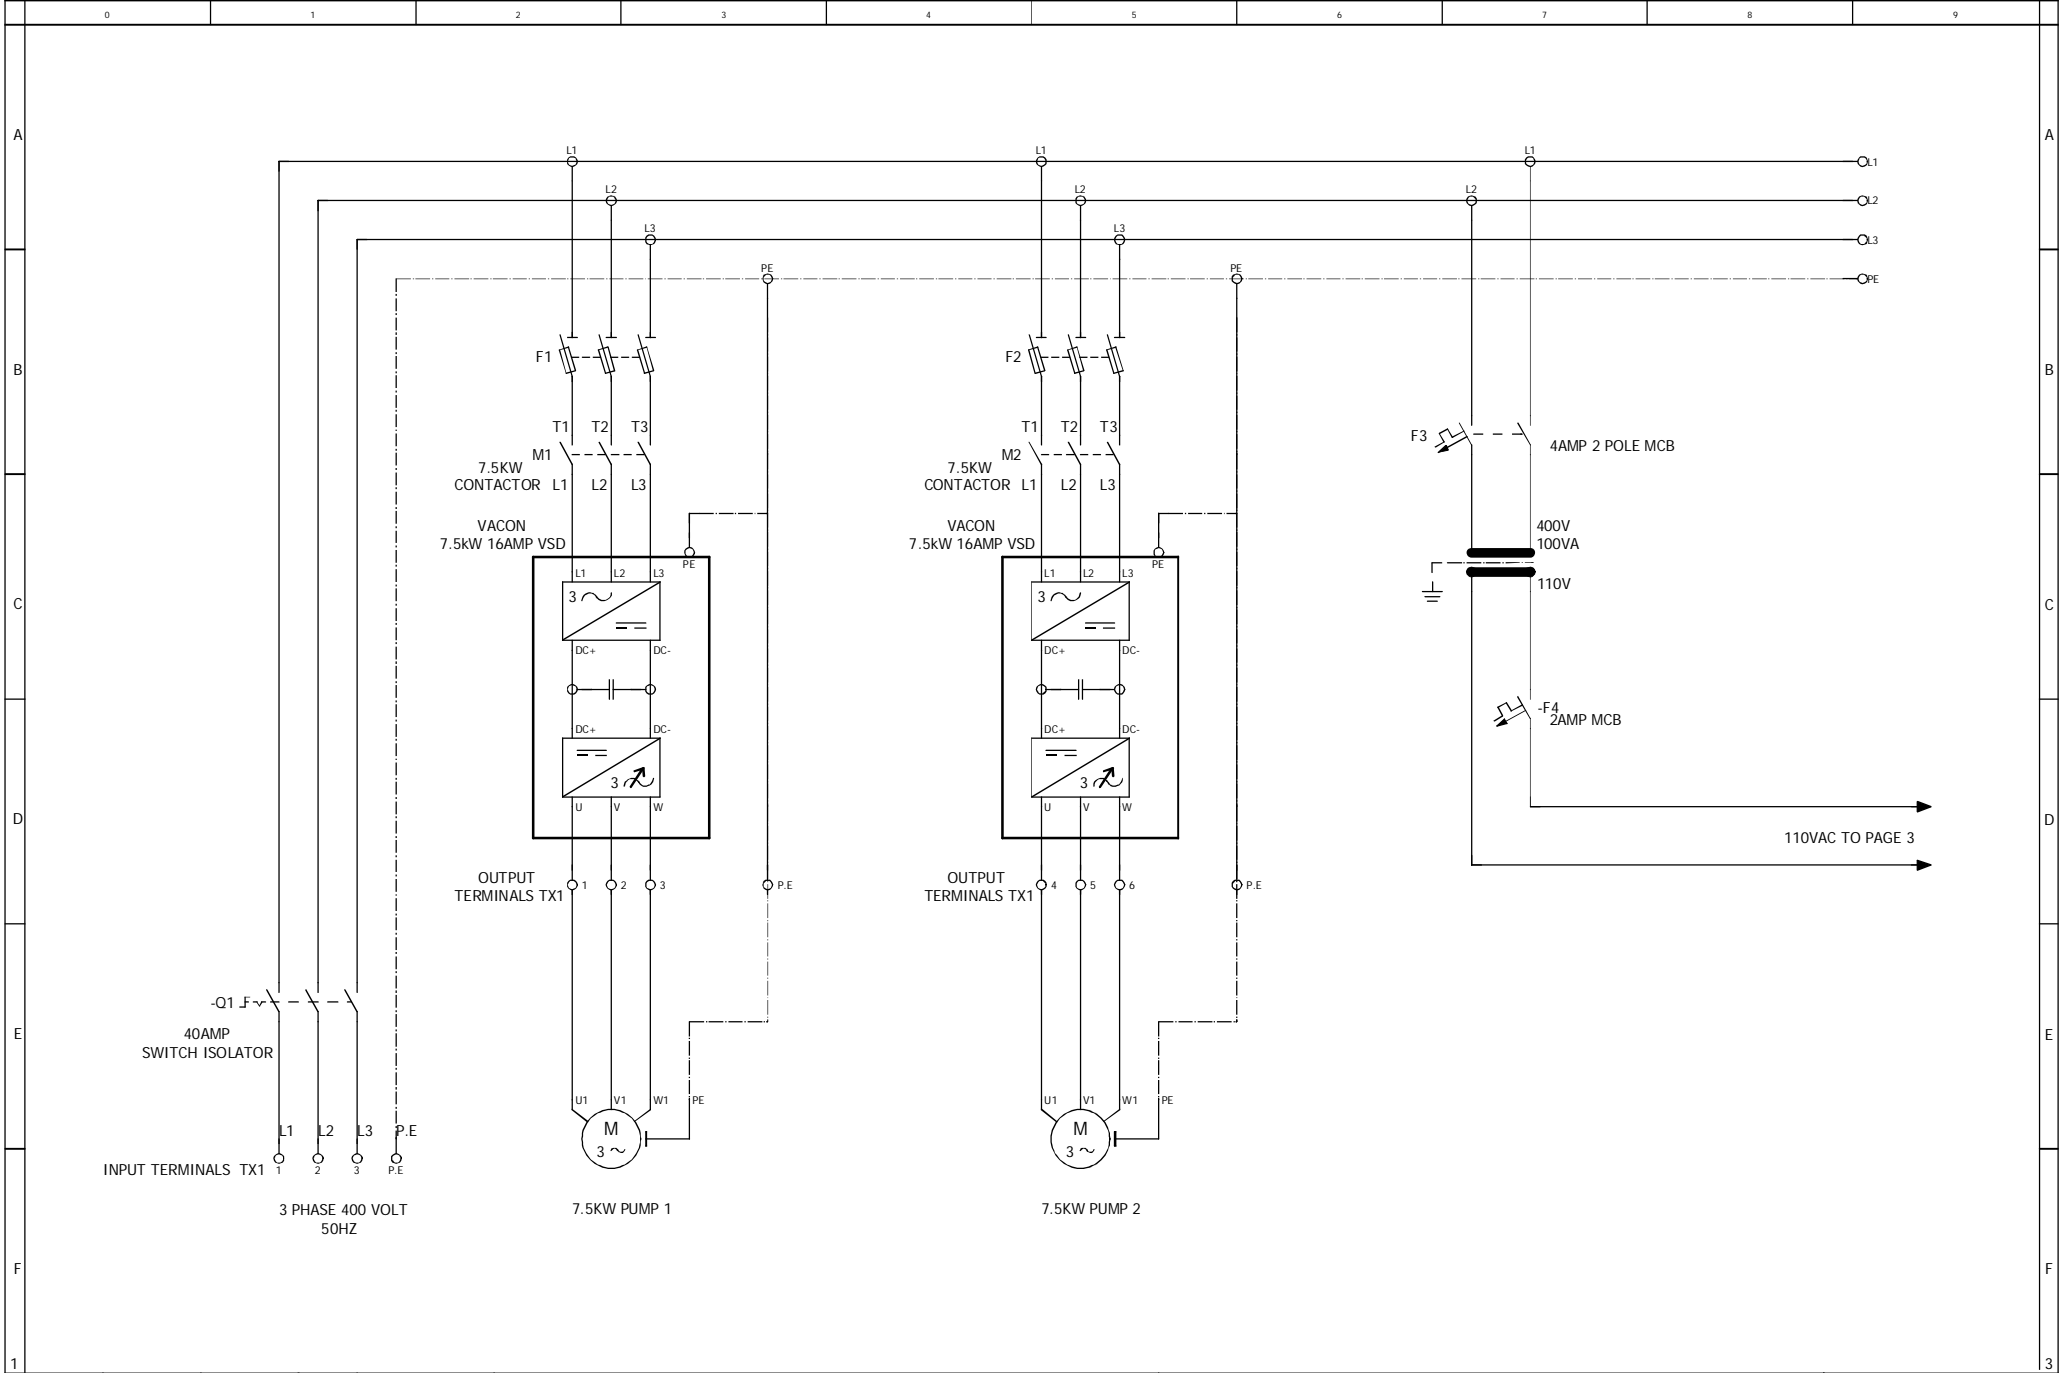 0 1 2 3 4 5 6 7 8 9
A A
L1 L1 L1 L1
L2 L2 L2 L2
L3 L3 L3
PE PE PE
B B
F1 F2
T1 T2 T3 T1 T2 T3
F3
4AMP 2 POLE MCB
M1 M2
7.5KW
CONTACTOR L1 L2 L3
7.5KW
CONTACTOR L1 L2 L3
VACON
7.5kW 16AMP VSD
VACON
7.5kW 16AMP VSD
400V
100VA
110V
PE PE
L1 L2 L3 L1 L2 L3
3 3
C C
DC+ DC- DC+ DC-
-F4
2AMP MCB
DC+ DC- DC+ DC-
3 3
U V W U V W
D D
110VAC TO PAGE 3
OUTPUT
TERMINALS TX1 1 2 3 P.E
OUTPUT
TERMINALS TX1 4 5 6 P.E
-Q1
40AMP
SWITCH ISOLATOR
E E
U1 V1 W1 PE U1 V1 W1 PE
M
3
M
3
L1 L2 L3 P.E
INPUT TERMINALS TX1 1 2 3 P.E
3 PHASE 400 VOLT
50HZ
7.5KW PUMP 1 7.5KW PUMP 2
F F
1 3